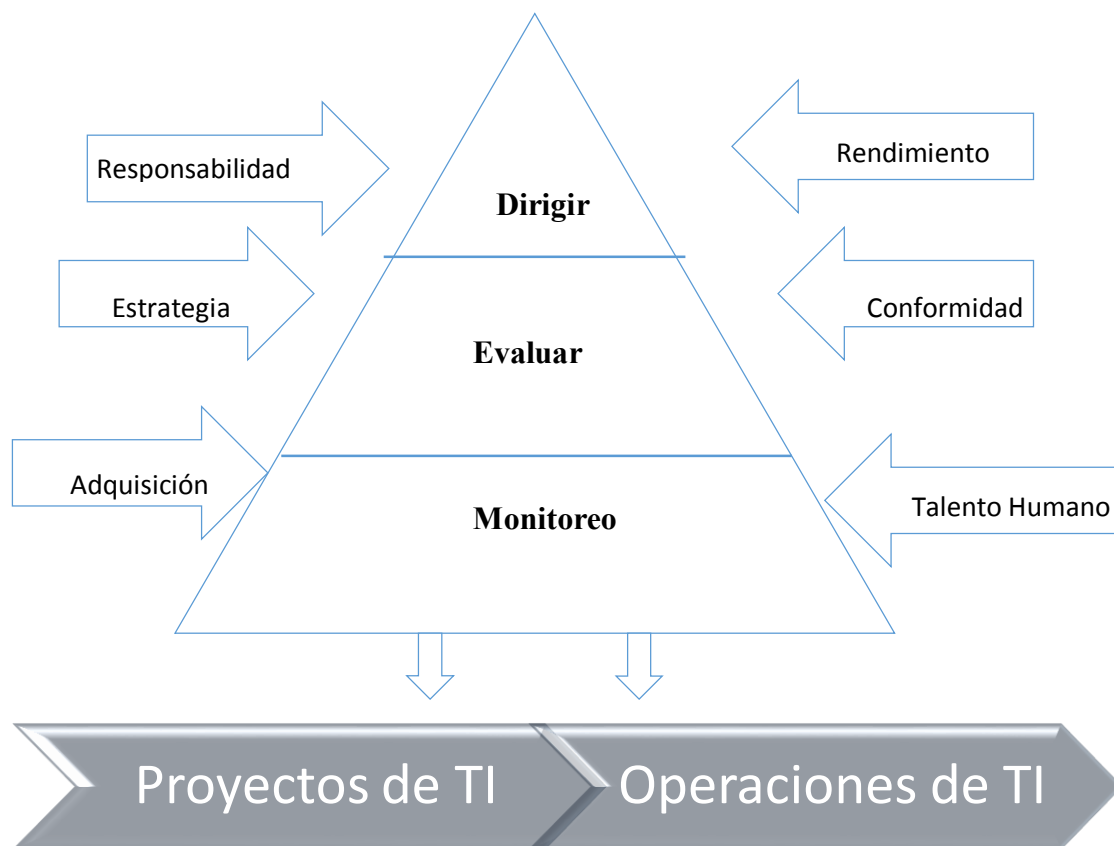 Responsabilidad
Rendimiento
Dirigir
Estrategia
Conformidad
Evaluar
Adquisición
Talento Humano
Monitoreo
Proyectos de TI
Operaciones de TI